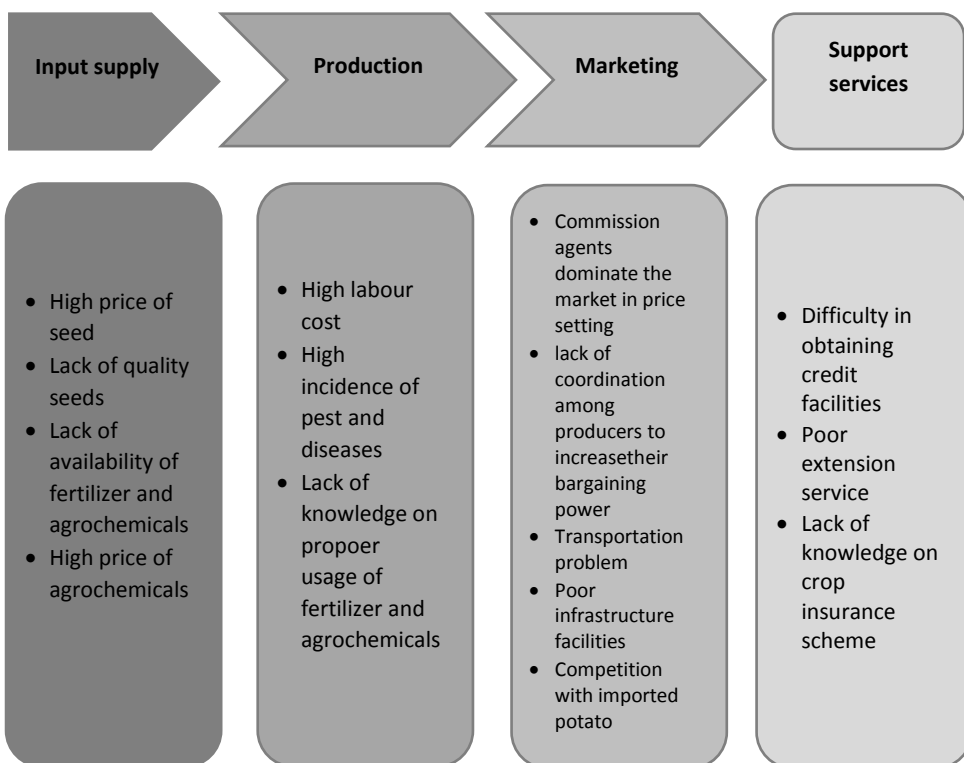 Input supply
Production
Marketing
Support
services
• High price of
seed
• Lack of quality
seeds
• Lack of
availability of
fertilizer and
agrochemicals
• High price of
agrochemicals
• High labour
cost
• High
incidence of
pest and
diseases
• Lack of
knowledge on
propoer
usage of
fertilizer and
agrochemicals
• Commission
agents
dominate the
market in price
setting
• lack of
coordination
among
producers to
increasetheir
bargaining
power
• Transportation
problem
• Poor
infrastructure
facilities
• Competition
with imported
potato
• Difficulty in
obtaining
credit
facilities
• Poor
extension
service
• Lack of
knowledge on
crop
insurance
scheme